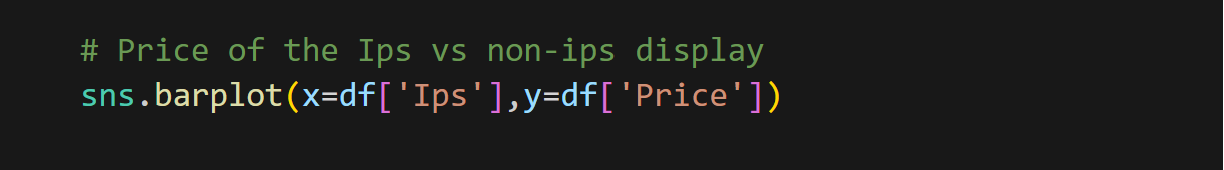 # Price of the Ips vs non-ips display
sns.barplot(x=df['Ips'],y=df['Price'])